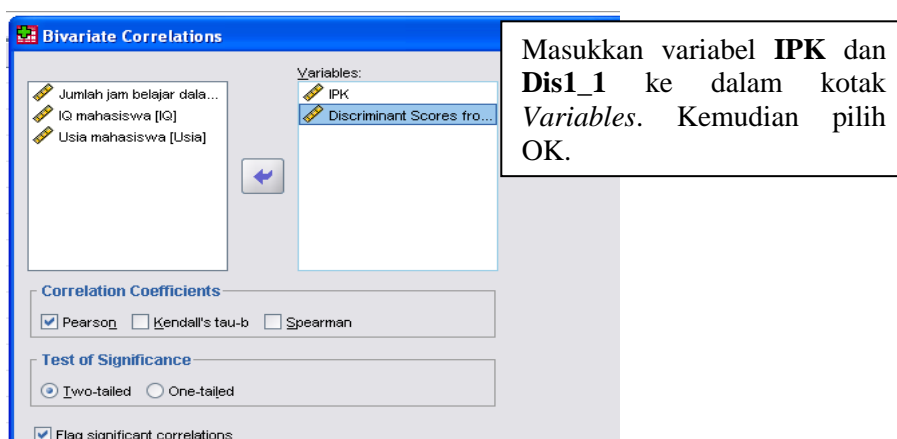 Bivariate Correlations
Masukkan variabel IPK dan
Dis1_1 ke dalam kotak
Variables. Kemudian pilih
OK.
Variables:
Jumlah jam belajar dala...
IQ mahasiswa [IQ]
Usia mahasiswa [Usia]
IPK
Discriminant Scores fro...
Correlation Coefficients
Pearson Kendall's tau-b Spearman
Test of Significance
Two-tailed One-tailed
Flag significant correlations